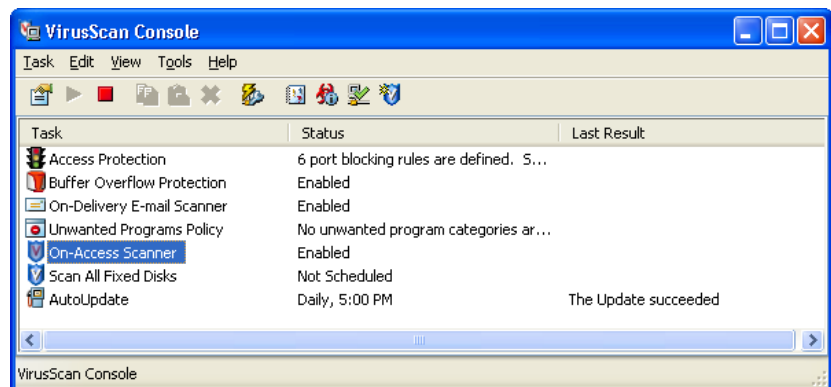 VirusScan Console
Task Edit View Tools Help
Task Status Last Result
Access Protection 6 port blocking rules are defined. S...
Buffer Overflow Protection Enabled
On-Delivery E-mail Scanner Enabled
Unwanted Programs Policy No unwanted program categories ar...
On-Access Scanner Enabled
Scan All Fixed Disks Not Scheduled
AutoUpdate Daily, 5:00 PM The Update succeeded
VirusScan Console